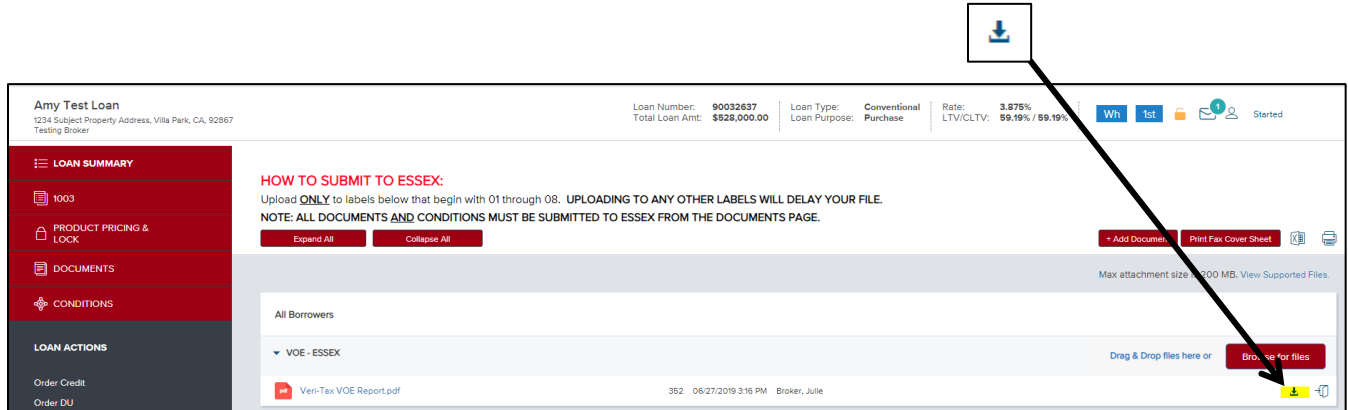 Amy Test Loan
1234 Subject Property Address, Villa Park, CA, 92867
Testing Broker
Loan Number: 90032637
Total Loan Amt: $528,000.00
Loan Type: Conventional
Loan Purpose: Purchase
Rate: 3.875%
LTV/CLTV: 59.19% / 59.19%
Wh 1st 1 Started
LOAN SUMMARY
1003
PRODUCT PRICING &
LOCK
DOCUMENTS
CONDITIONS
LOAN ACTIONS
Order Credit
Order DU
HOW TO SUBMIT TO ESSEX:
Upload ONLY to labels below that begin with 01 through 08. UPLOADING TO ANY OTHER LABELS WILL DELAY YOUR FILE.
NOTE: ALL DOCUMENTS AND CONDITIONS MUST BE SUBMITTED TO ESSEX FROM THE DOCUMENTS PAGE.
Expand All Collapse All + Add Document Print Fax Cover Sheet
Max attachment size is 200 MB. View Supported Files.
All Borrowers
VOE - ESSEX Drag & Drop files here or Browse for files
pdf Veri-Tax VOE Report.pdf 352 06/27/2019 3:16 PM Broker, Julie